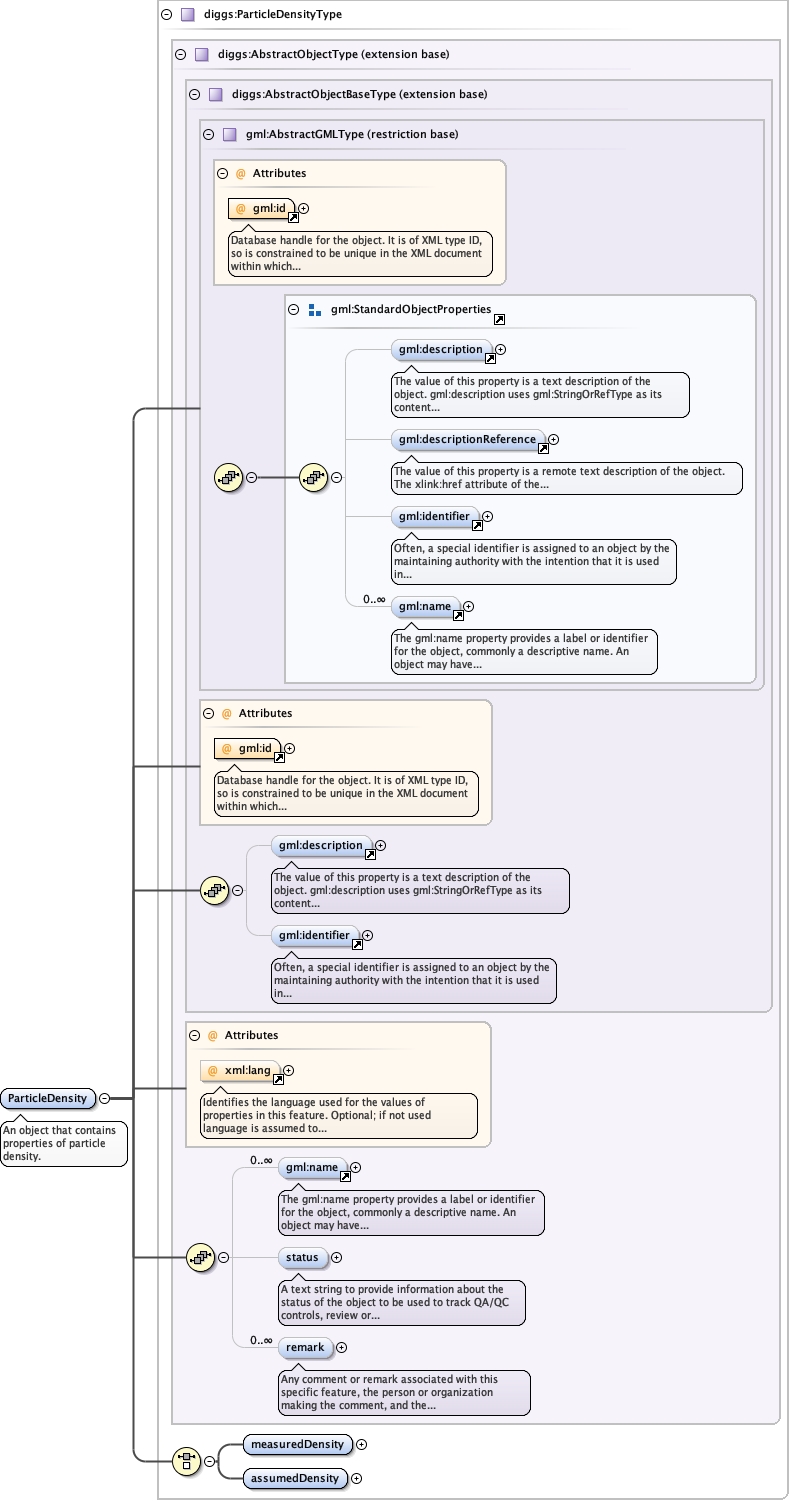 diggs:ParticleDensityType
diggs:AbstractObjectType (extension base)
diggs:AbstractObjectBaseType (extension base)
gml:AbstractGMLType (restriction base)
@ Attributes
@ gml:id
Database handle for the object. It is of XML type ID,
so is constrained to be unique in the XML document
within which...
gml:StandardObjectProperties
gml:description
The value of this property is a text description of the
object. gml:description uses gml:StringOrRefType as its
content...
gml:descriptionReference
The value of this property is a remote text description of the object.
The xlink:href attribute of the...
gml:identifier
Often, a special identifier is assigned to an object by the
maintaining authority with the intention that it is used
in...
0..∞
gml:name
The gml:name property provides a label or identifier
for the object, commonly a descriptive name. An
object may have...
@ Attributes
@ gml:id
Database handle for the object. It is of XML type ID,
so is constrained to be unique in the XML document
within which...
gml:description
The value of this property is a text description of the
object. gml:description uses gml:StringOrRefType as its
content...
gml:identifier
Often, a special identifier is assigned to an object by the
maintaining authority with the intention that it is used
in...
@ Attributes
@ xml:lang
Identifies the language used for the values of
properties in this feature. Optional; if not used
language is assumed to...
ParticleDensity
An object that contains
properties of particle
density.
0..∞
gml:name
The gml:name property provides a label or identifier
for the object, commonly a descriptive name. An
object may have...
status
A text string to provide information about the
status of the object to be used to track QA/QC
controls, review or...
0..∞
remark
Any comment or remark associated with this
specific feature, the person or organization
making the comment, and the...
measuredDensity
assumedDensity